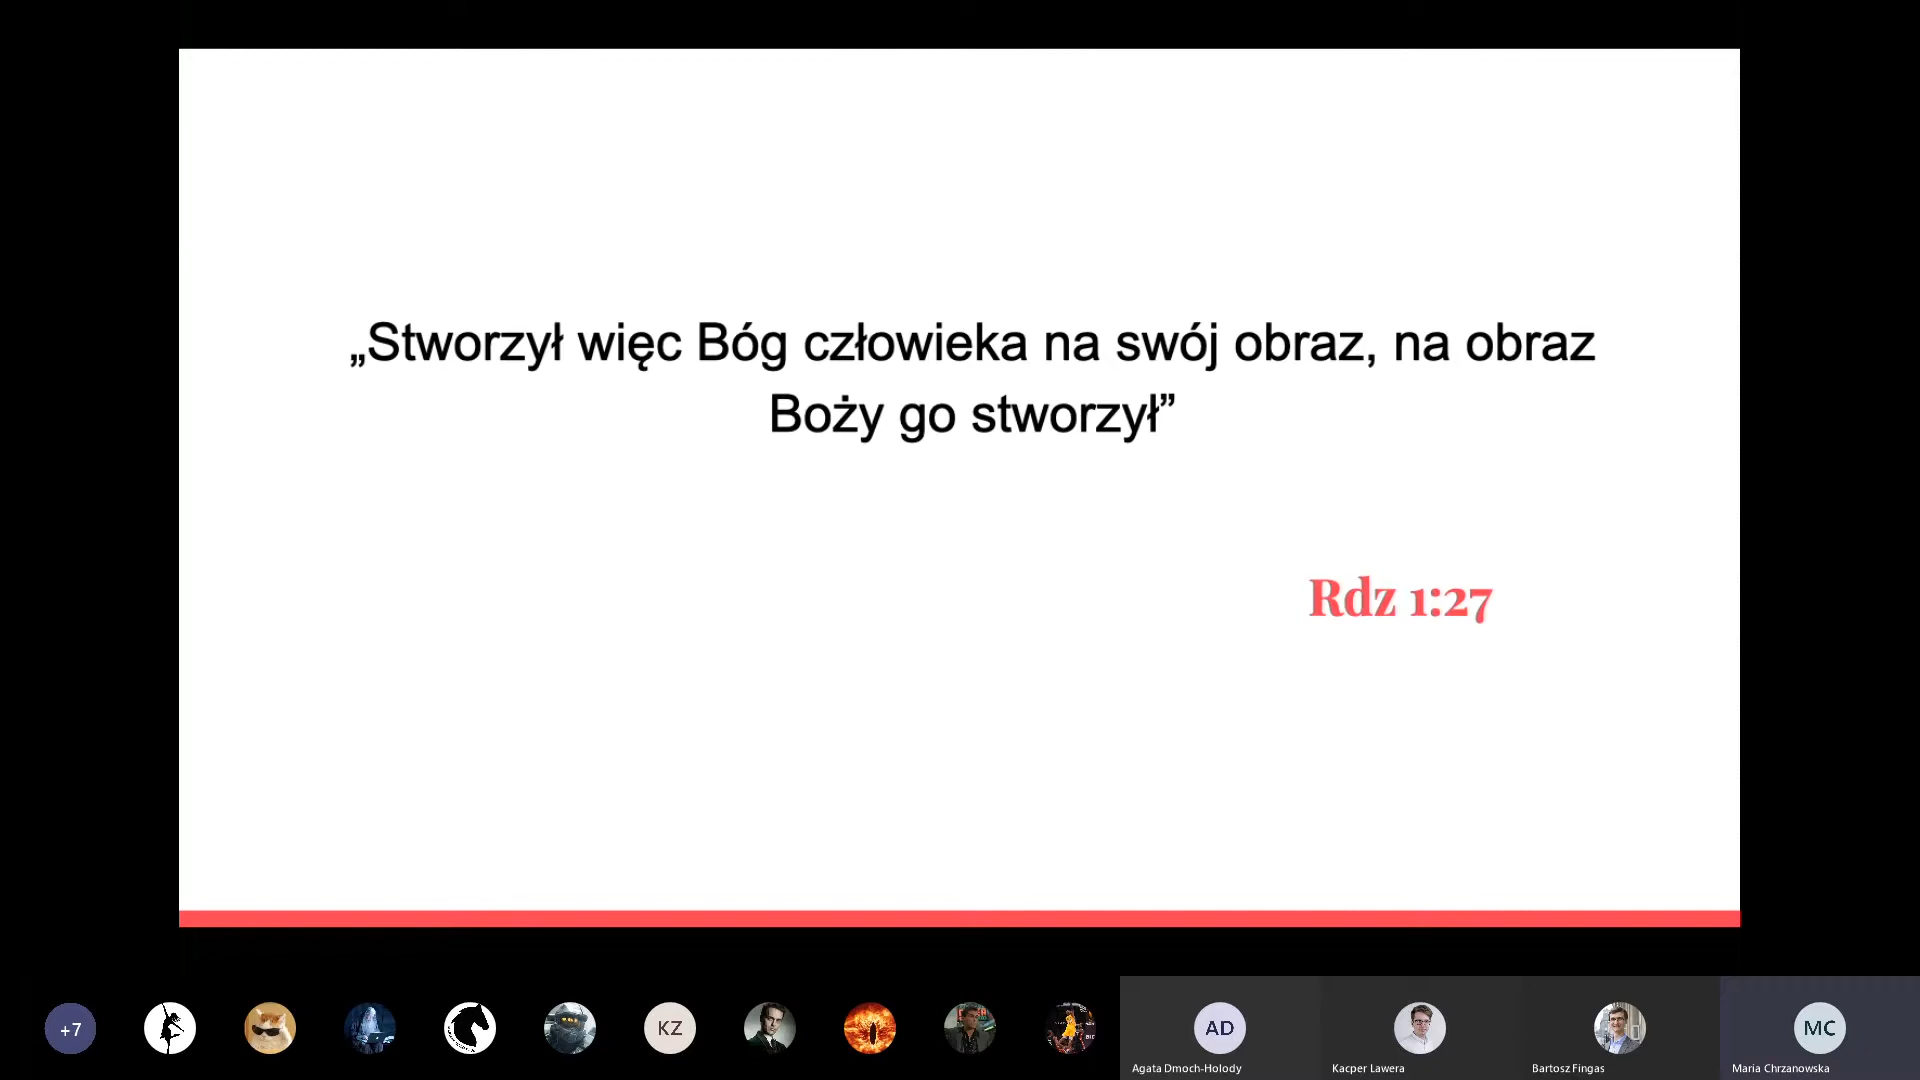 „Stworzył więc Bóg człowieka na swój obraz, na obraz
Boży go stworzył”
Rdz 1:27
+7
KZ
AD
MC
Agata Dmoch-Holody
Kacper Lawera
Bartosz Fingas
Maria Chrzanowska